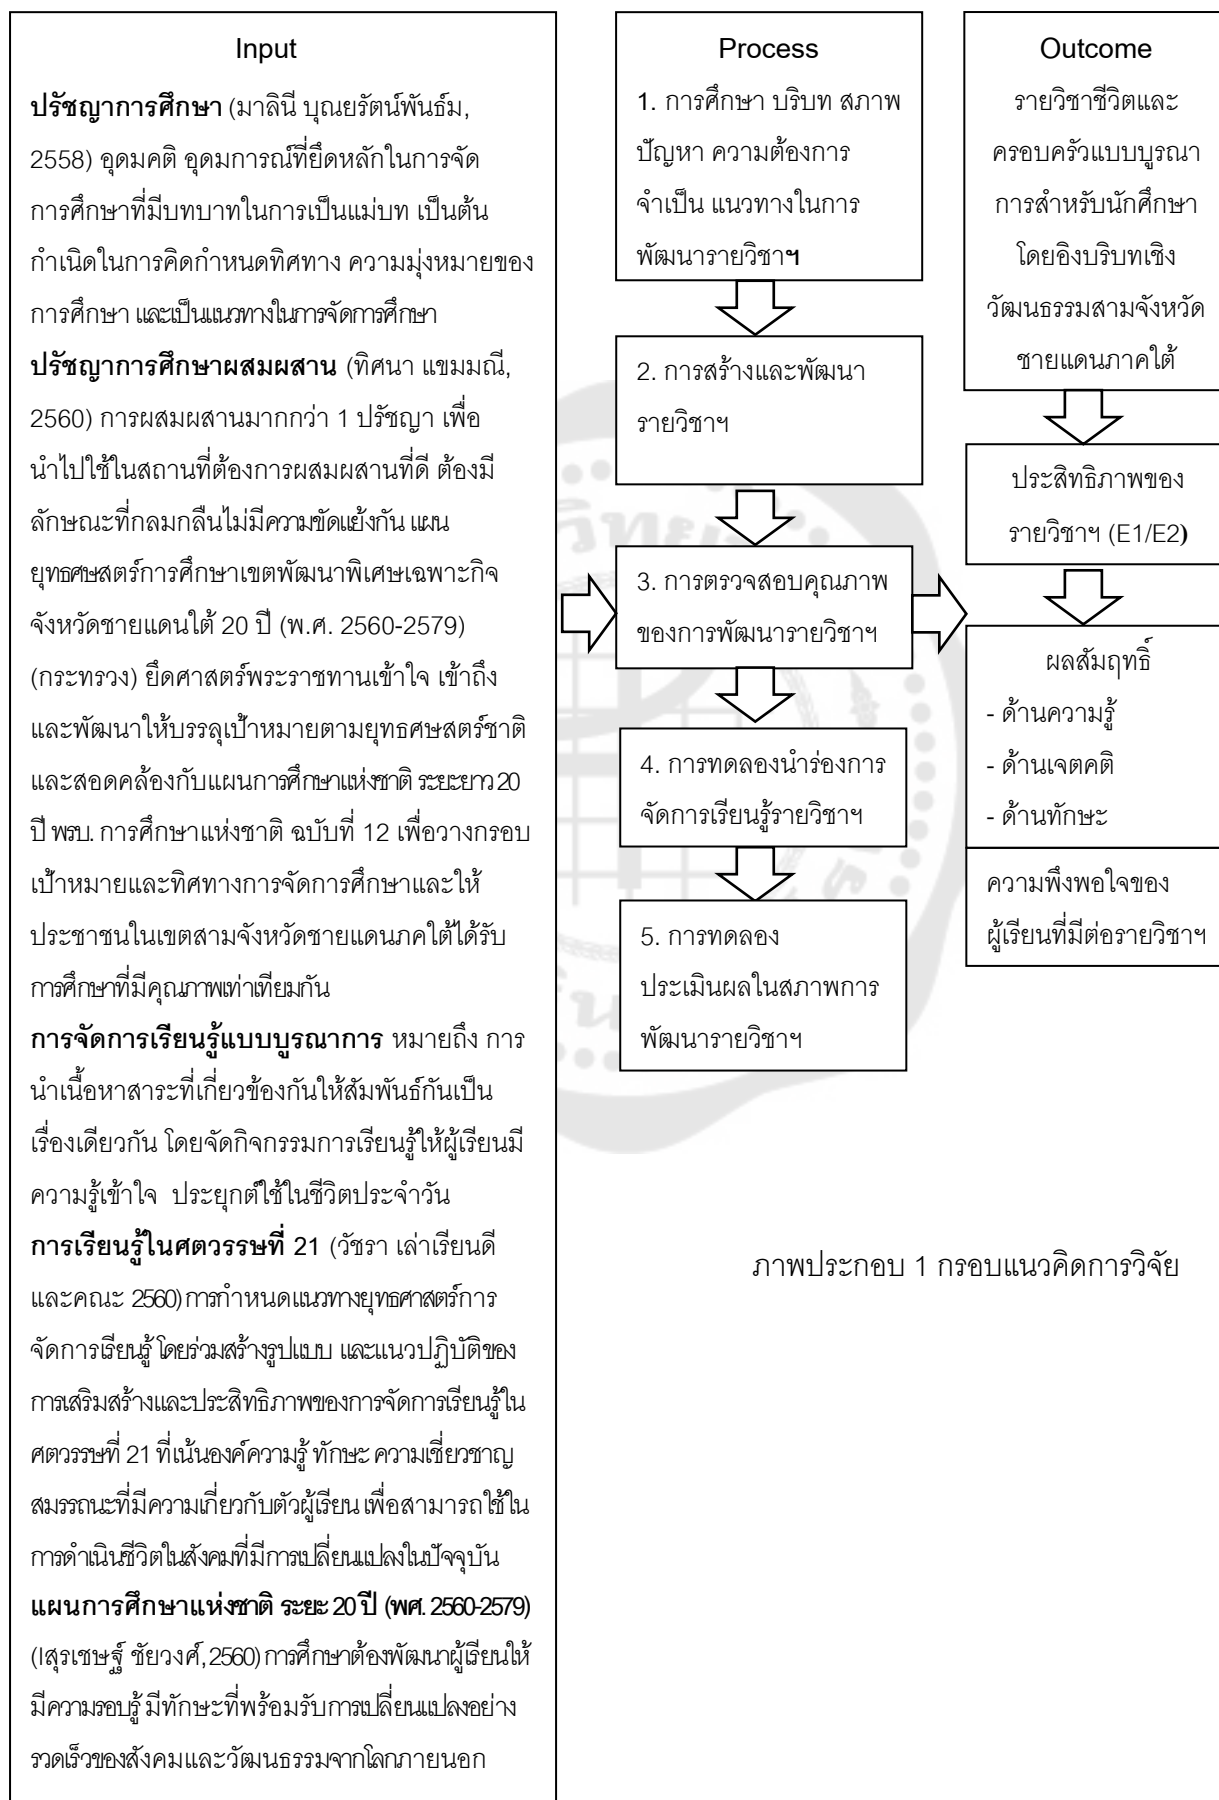 Input
ปรัชญาการศึกษา (มาลินี บุณยรัตน์พันธ์ม,
2558) อุดมคติ อุดมการณ์ที่ยึดหลักในการจัด
การศึกษาที่มีบทบาทในการเป็นแม่บท เป็นต้น
กำเนิดในการคิดกำหนดทิศทาง ความมุ่งหมายของ
การศึกษา และเป็นแนวทางในการจัดการศึกษา
ปรัชญาการศึกษาผสมผสาน (ทิศนา แขมมณี,
2560) การผสมผสานมากกว่า 1 ปรัชญา เพื่อ
นำไปใช้ในสถานที่ต้องการผสมผสานที่ดี ต้องมี
ลักษณะที่กลมกลืนไม่มีความขัดแย้งกัน แผน
ยุทธศษสตร์การศึกษาเขตพัฒนาพิเศษเฉพาะกิจ
จังหวัดชายแดนใต้ 20 ปี (พ.ศ. 2560-2579)
(กระทรวง) ยึดศาสตร์พระราชทานเข้าใจ เข้าถึง
และพัฒนาให้บรรลุเป้าหมายตามยุทธศษสตร์ชาติ
และสอดคล้องกับแผนการศึกษาแห่งชาติ ระยะยาว 20
ปี พรบ. การศึกษาแห่งชาติ ฉบับที่ 12 เพื่อวางกรอบ
เป้าหมายและทิศทางการจัดการศึกษาและให้
ประชาชนในเขตสามจังหวัดชายแดนภคใต้ได้รับ
การศึกษาที่มีคุณภาพเท่าเทียมกัน
การจัดการเรียนรู้แบบบูรณาการ หมายถึง การ
นำเนื้อหาสาระที่เกี่ยวข้องกันให้สัมพันธ์กันเป็น
เรื่องเดียวกัน โดยจัดกิจกรรมการเรียนรู้ให้ผู้เรียนมี
ความรู้เข้าใจ ประยุกต์ใช้ในชีวิตประจำวัน
การเรียนรู้ในศตวรรษที่ 21 (วัชรา เล่าเรียนดี
และคณะ 2560) การกำหนดแนวทางยุทธศาสตร์การ
จัดการเรียนรู้ โดยร่วมสร้างรูปแบบ และแนวปฏิบัติของ
การเสริมสร้างและประสิทธิภาพของการจัดการเรียนรู้ใน
ศตวรรษที่ 21 ที่เน้นองค์ความรู้ ทักษะ ความเชี่ยวชาญ
สมรรถนะที่มีความเกี่ยวกับตัวผู้เรียน เพื่อสามารถใช้ใน
การดำเนินชีวิตในสังคมที่มีการเปลี่ยนแปลงในปัจจุบัน
แผนการศึกษาแห่งชาติ ระยะ 20 ปี (พศ. 2560-2579)
(lสุรเชษฐ์ ชัยวงศ์,2560) การศึกษาต้องพัฒนาผู้เรียนให้
มีความรอบรู้ มีทักษะที่พร้อมรับการเปลี่ยนแปลงอย่าง
รวดเร็วของสังคมและวัฒนธรรมจากโลกภายนอก
Process
1. การศึกษา บริบท สภาพ
ปัญหา ความต้องการ
จำเป็น แนวทางในการ
พัฒนารายวิชาฯ
2. การสร้างและพัฒนา
รายวิชาฯ
3. การตรวจสอบคุณภาพ
ของการพัฒนารายวิชาฯ
4. การทดลองนำร่องการ
จัดการเรียนรู้รายวิชาฯ
5. การทดลอง
ประเมินผลในสภาพการ
พัฒนารายวิชาฯ
Outcome
รายวิชาชีวิตและ
ครอบครัวแบบบูรณา
การสำหรับนักศึกษา
โดยอิงบริบทเชิง
วัฒนธรรมสามจังหวัด
ชายแดนภาคใต้
ประสิทธิภาพของ
รายวิชาฯ (E1/E2)
ผลสัมฤทธิ์
- ด้านความรู้
- ด้านเจตคติ
- ด้านทักษะ
ความพึงพอใจของ
ผู้เรียนที่มีต่อรายวิชาฯ
ภาพประกอบ 1 กรอบแนวคิดการวิจัย